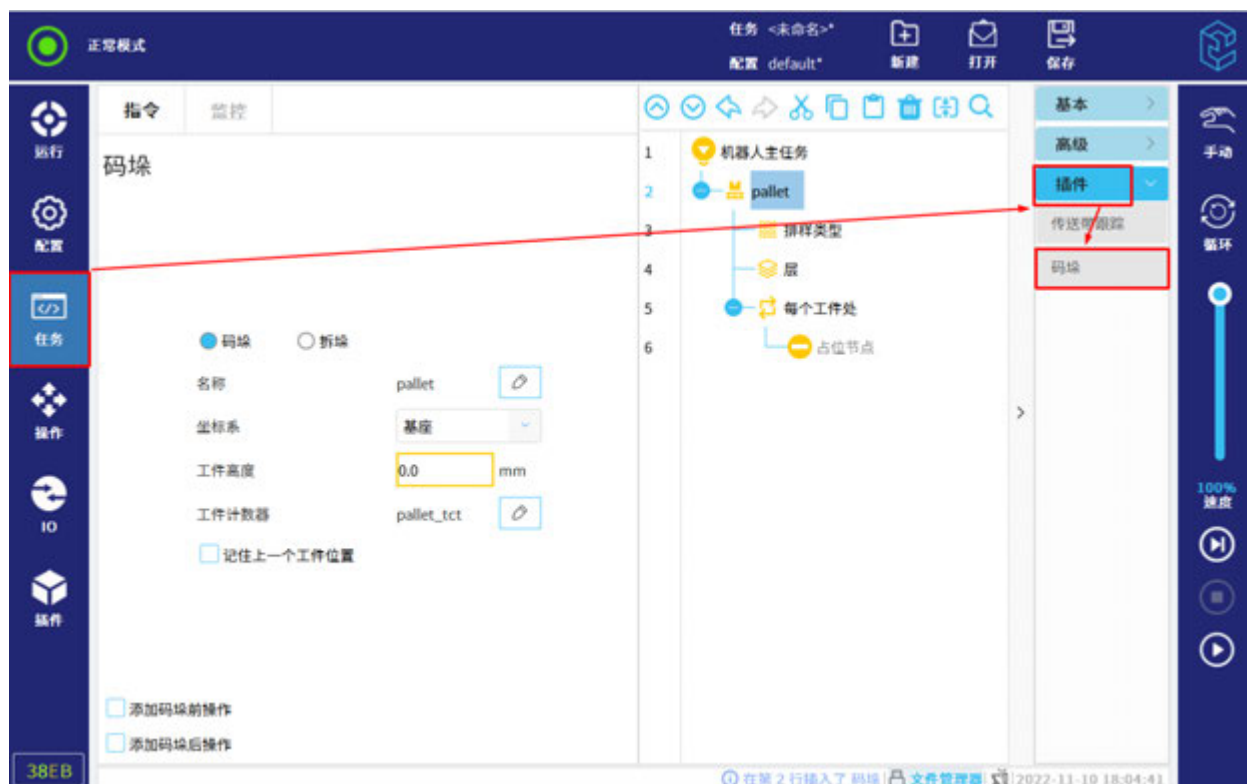 正常模式
任务 <未命名>*
配置 default*
新建
打开
保存
运行
配置
任务
操作
IO
插件
38EB
指令 监控
码垛
码垛 拆垛
名称 pallet
坐标系 基座
工件高度 0.0 mm
工件计数器 pallet_tct
记住上一个工件位置
添加码垛前操作
添加码垛后操作
1 机器人主任务
2 pallet
3 排样类型
4 层
5 每个工件处
6 占位节点
基本
高级
插件
传送带跟踪
码垛
手动
循环
100%
速度
在第 2 行插入了 码垛 文件管理器 2022-11-10 18:04:41